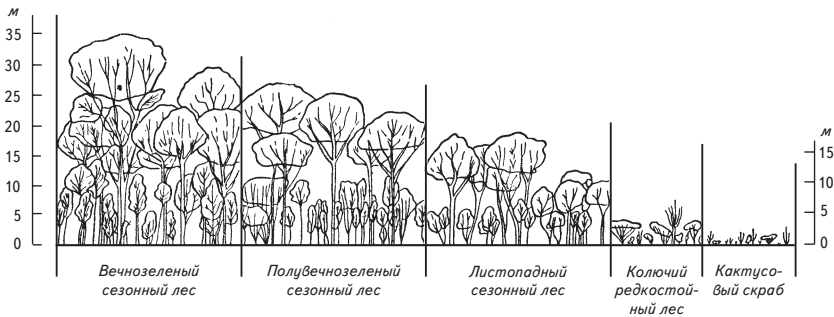 м
35
30
25
20
15
10
5
0
м
15
10
5
0
Вечнозеленый
сезонный лес
Полувечнозеленый
сезонный лес
Листопадный
сезонный лес
Колючий
редкостой-
ный лес
Кактусо-
вый скраб